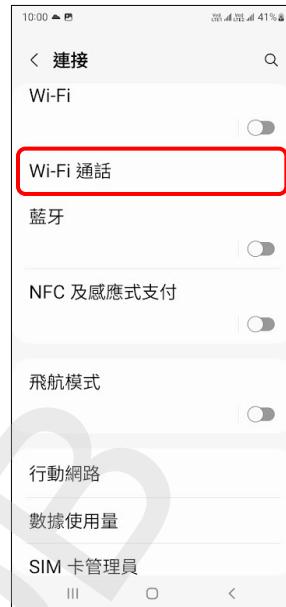 10:00
41%
連接
Wi-Fi
Wi-Fi 通話
藍牙
NFC 及感應式支付
飛航模式
行動網路
數據使用量
SIM 卡管理員